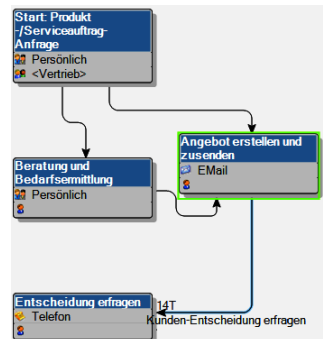 Start: Produkt
-/Serviceauftrag-
Anfrage
Persönlich
<Vertrieb>
Angebot erstellen und
zusenden
EMail
Beratung und
Bedarfsermittlung
Persönlich
Entscheidung erfragen
Telefon
14T
Kunden-Entscheidung erfragen